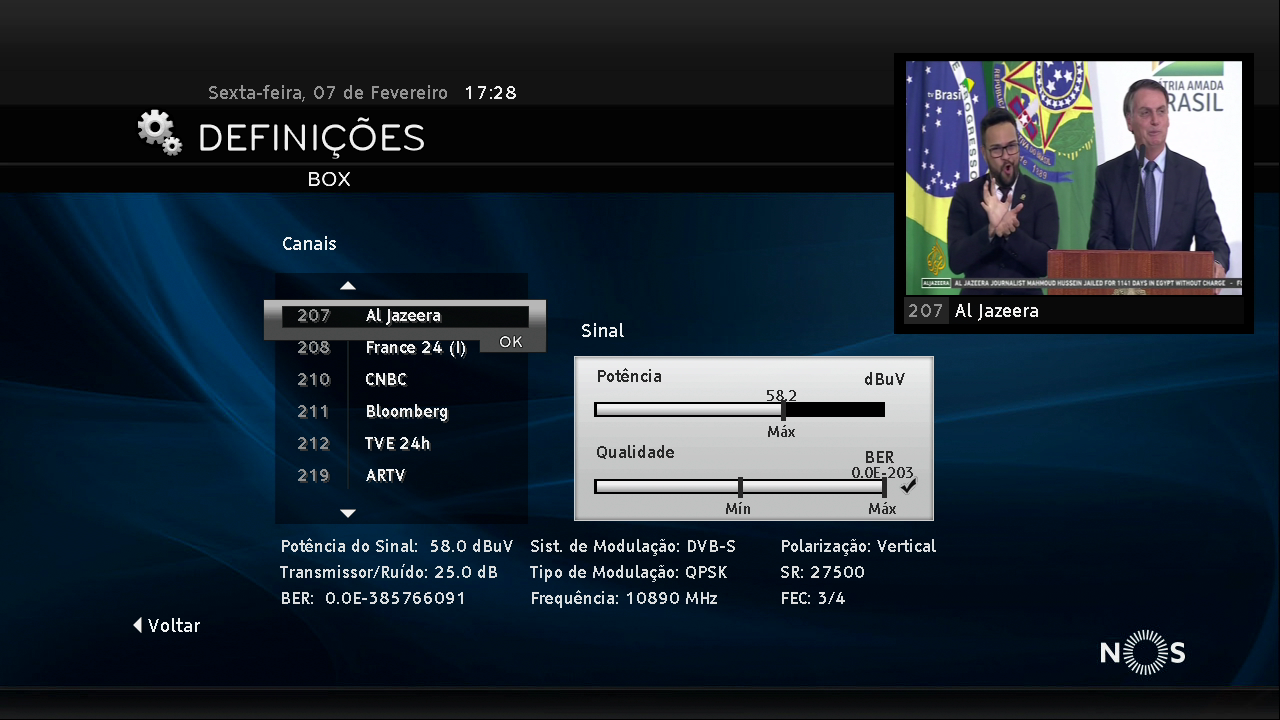 Sexta-feira, 07 de Fevereiro 17:28
DEFINIÇÕES
BOX
tv Brasil
PÁTRIA AMADA
BRASIL
ALJAZEERA AL JAZEERA JOURNALIST MAHMOUD HUSSEIN JAILED FOR 1141 DAYS IN EGYPT WITHOUT CHARGE
207 Al Jazeera
Canais
207 Al Jazeera
OK
208 France 24 (I)
210 CNBC
211 Bloomberg
212 TVE 24h
219 ARTV
Sinal
Potência dBuV
58.2
Máx
Qualidade BER
0.0E-203
Mín Máx
Potência do Sinal: 58.0 dBuV Sist. de Modulação: DVB-S Polarização: Vertical
Transmissor/Ruído: 25.0 dB Tipo de Modulação: QPSK SR: 27500
BER: 0.0E-385766091 Frequência: 10890 MHz FEC: 3/4
Voltar
NOS